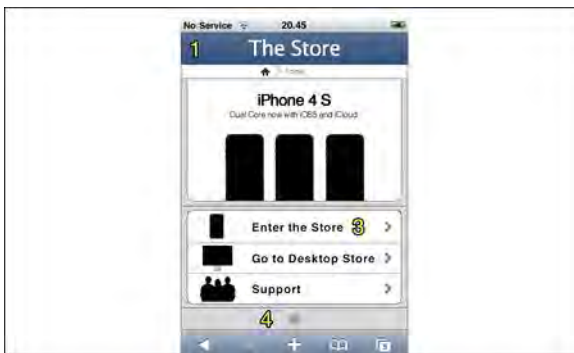 No Service 20.45
1 The Store
iPhone 4 S
Dual Core now with iOS5 and iCloud
Enter the Store 3
Go to Desktop Store
Support
4